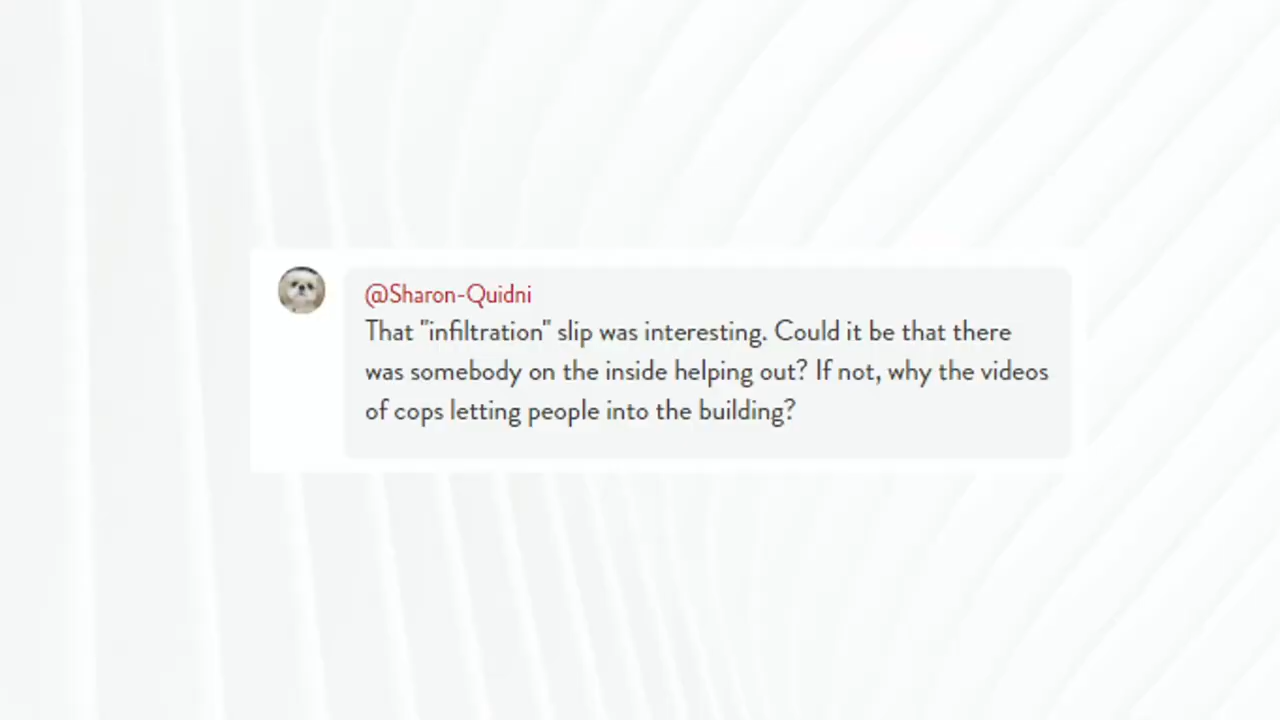 @Sharon-Quidni
That "infiltration" slip was interesting. Could it be that there
was somebody on the inside helping out? If not, why the videos
of cops letting people into the building?